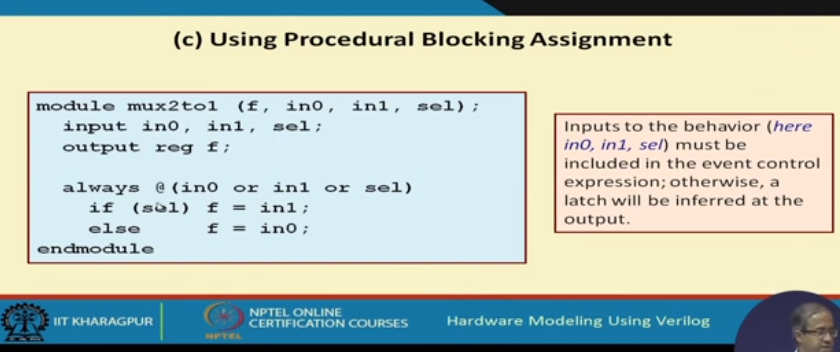 (c) Using Procedural Blocking Assignment
module mux2to1 (f, in0, in1, sel);
input in0, in1, sel;
output reg f;
always @(in0 or in1 or sel)
if (sel) f = in1;
else f = in0;
endmodule
Inputs to the behavior (here
in0, in1, sel) must be
included in the event control
expression; otherwise, a
latch will be inferred at the
output.
IIT KHARAGPUR
NPTEL
NPTEL ONLINE
CERTIFICATION COURSES
Hardware Modeling Using Verilog